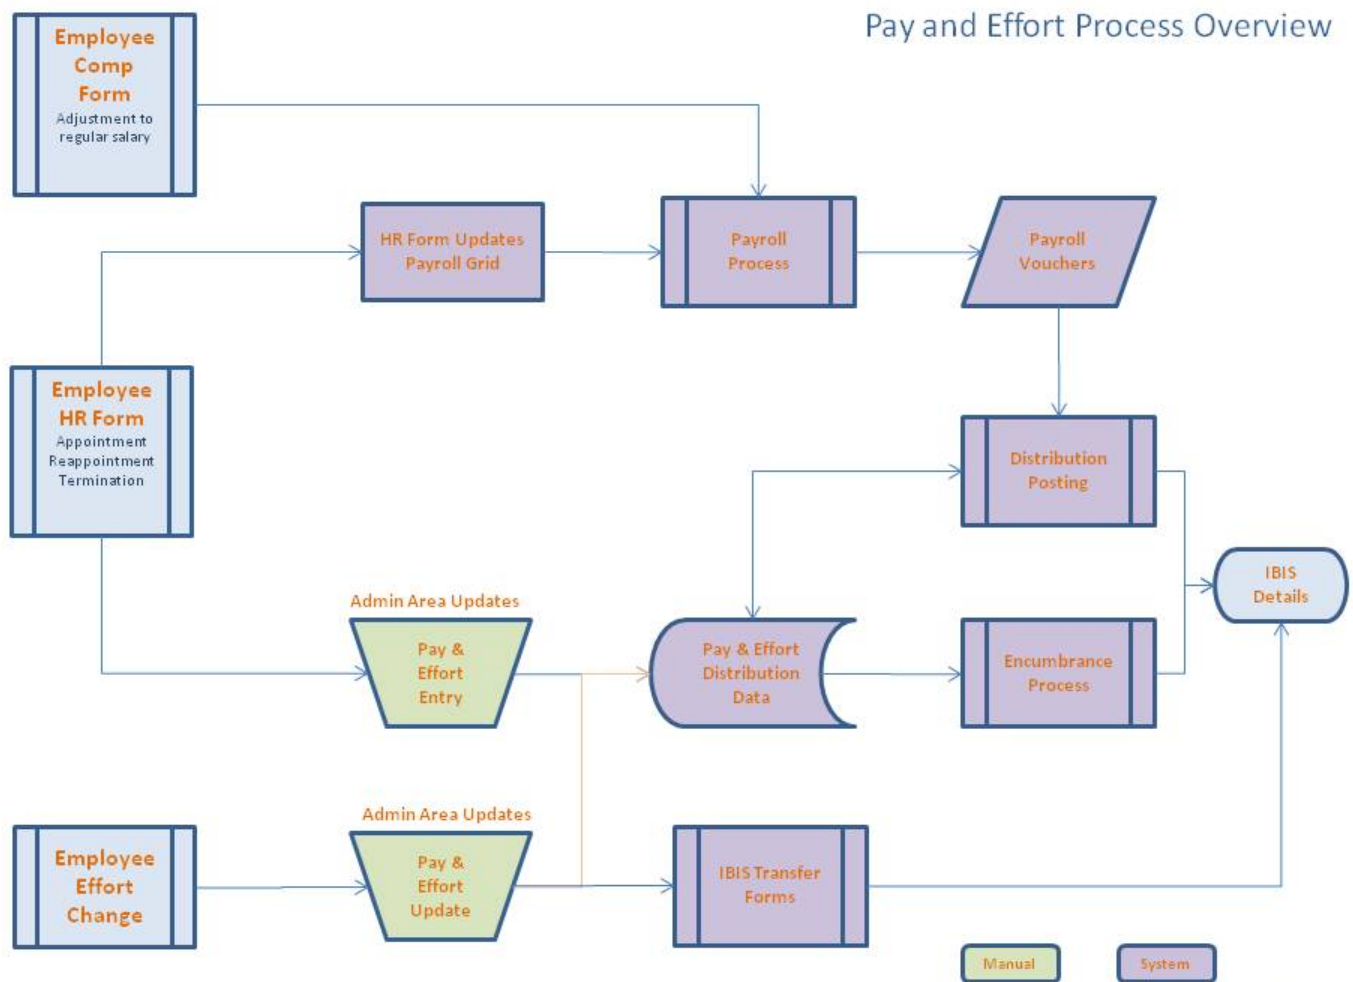 Pay and Effort Process Overview
Employee
Comp
Form
Adjustment to
regular salary
HR Form Updates
Payroll Grid
Payroll
Process
Payroll
Vouchers
Employee
HR Form
Appointment
Reappointment
Termination
Distribution
Posting
IBIS
Details
Admin Area Updates
Pay &
Effort
Entry
Pay & Effort
Distribution
Data
Encumbrance
Process
Admin Area Updates
Employee
Effort
Change
Pay &
Effort
Update
IBIS Transfer
Forms
Manual
System